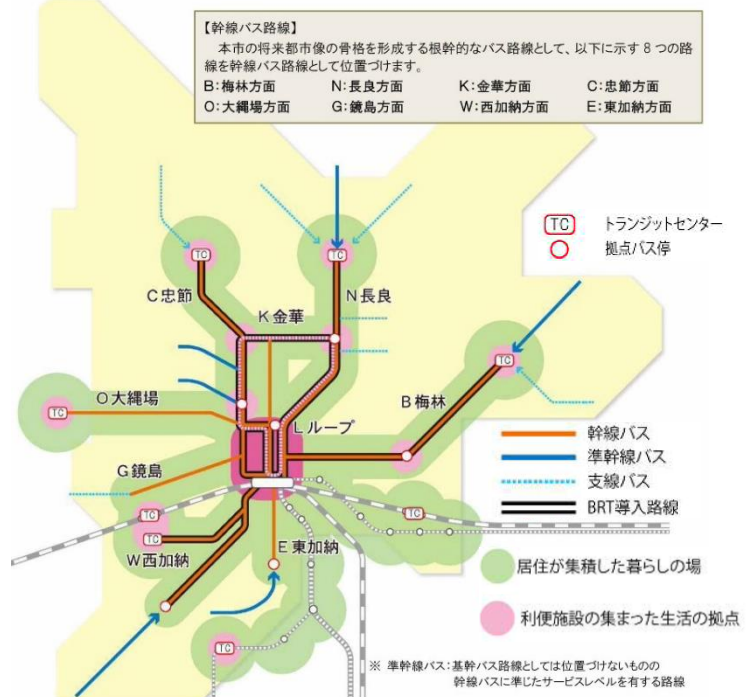 【幹線バス路線】
本市の将来都市像の骨格を形成する根幹的なバス路線として、以下に示す8つの路
線を幹線バス路線として位置づけます。
B:梅林方面 N:長良方面 K:金華方面 C:忠節方面
O:大縄場方面 G:鏡島方面 W:西加納方面 E:東加納方面
TC トランジットセンター
拠点バス停
TC
TC
C忠節
N長良
K金華
TC
O大縄場
TC
B梅林
Lループ
幹線バス
準幹線バス
支線バス
BRT導入路線
G鏡島
TC
TC
TC
W西加納
E東加納
居住が集積した暮らしの場
利便施設の集まった生活の拠点
TC
※ 準幹線バス:基幹バス路線としては位置づけないものの
幹線バスに準じたサービスレベルを有する路線